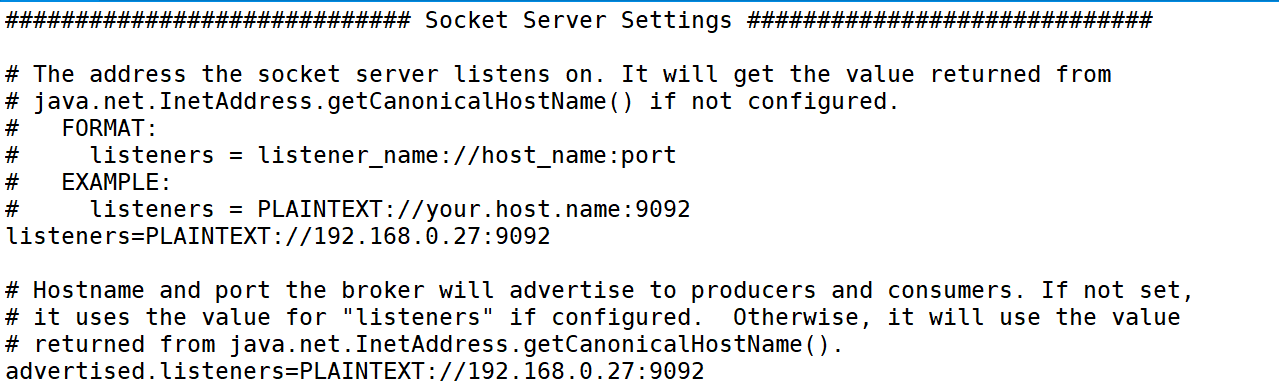 ############################# Socket Server Settings #############################
# The address the socket server listens on. It will get the value returned from
# java.net.InetAddress.getCanonicalHostName() if not configured.
#   FORMAT:
#     listeners = listener_name://host_name:port
#   EXAMPLE:
#     listeners = PLAINTEXT://your.host.name:9092
listeners=PLAINTEXT://192.168.0.27:9092
# Hostname and port the broker will advertise to producers and consumers. If not set,
# it uses the value for "listeners" if configured.  Otherwise, it will use the value
# returned from java.net.InetAddress.getCanonicalHostName().
advertised.listeners=PLAINTEXT://192.168.0.27:9092